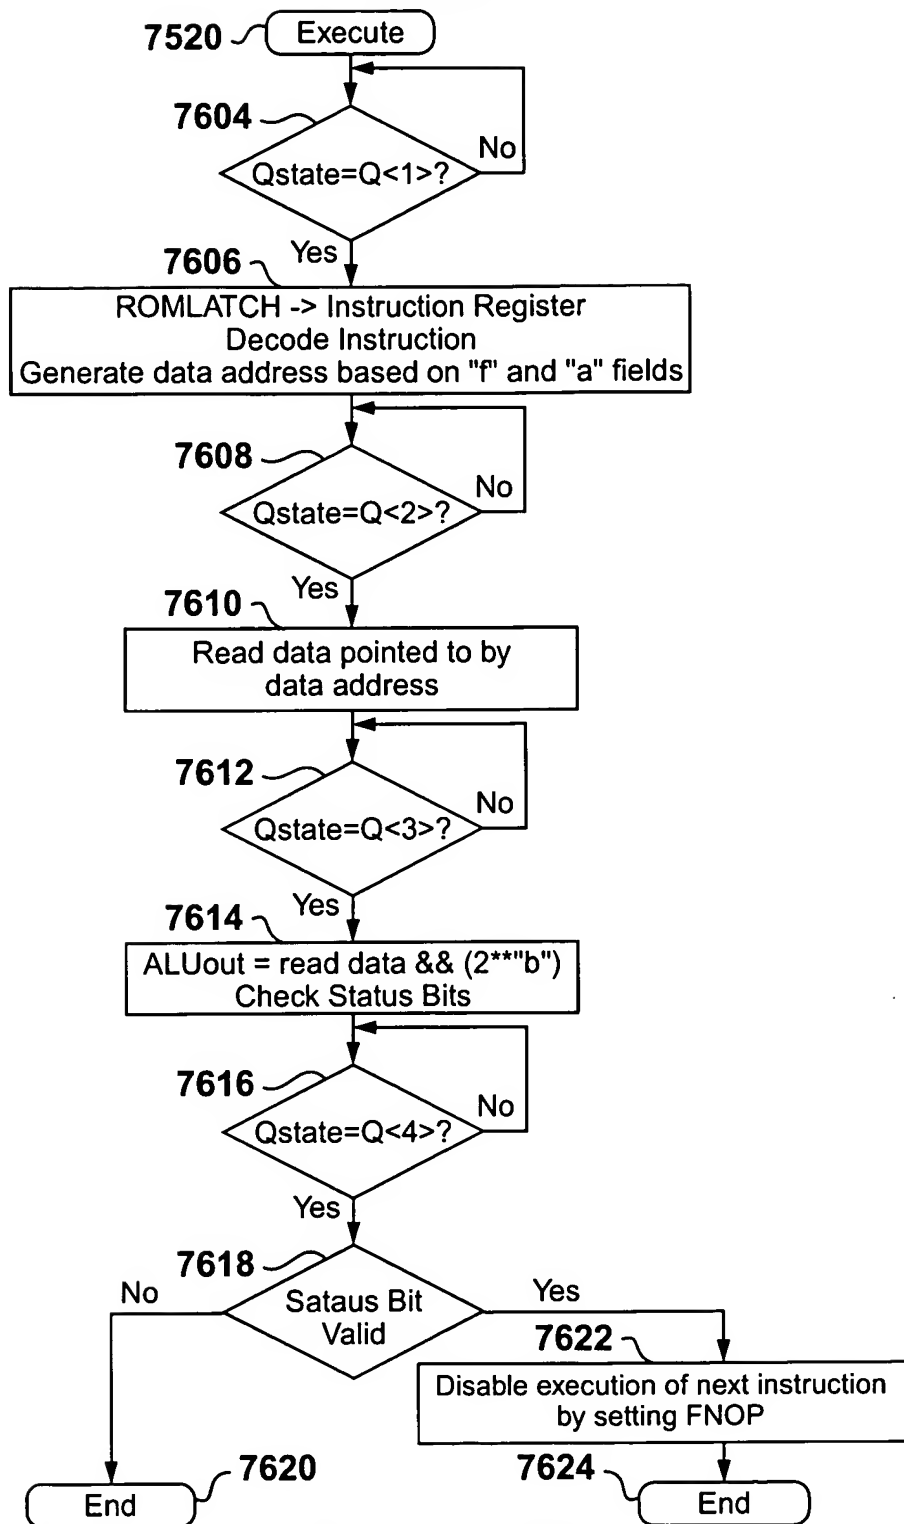 7520
Execute
7604
No
Qstate=Q<1>?
Yes
7606
ROMLATCH -> Instruction Register
Decode Instruction
Generate data address based on "f" and "a" fields
7608
No
Qstate=Q<2>?
Yes
7610
Read data pointed to by
data address
7612
No
Qstate=Q<3>?
Yes
7614
ALUout = read data && (2**"b")
Check Status Bits
7616
No
Qstate=Q<4>?
Yes
7618
No
Sataus Bit
Valid
Yes
7622
Disable execution of next instruction
by setting FNOP
7620
End
7624
End